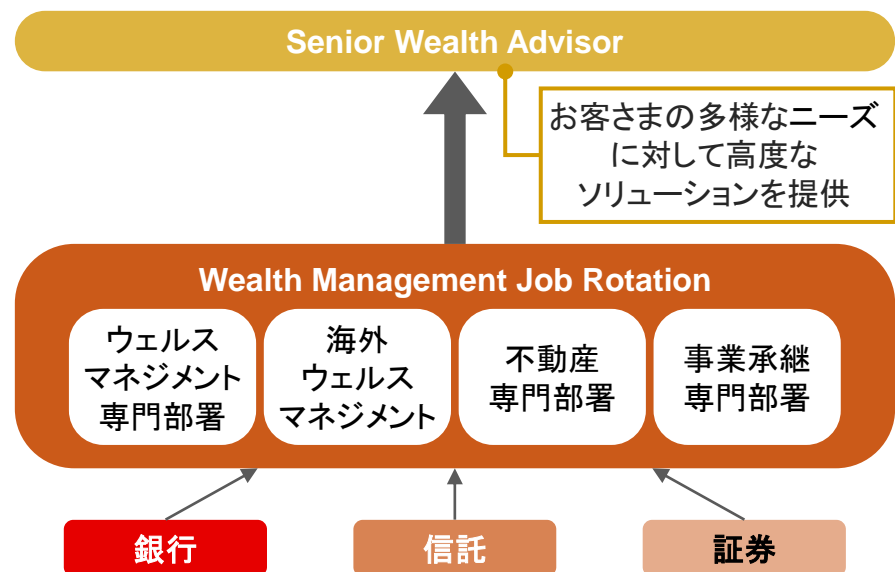 Senior Wealth Advisor
お客さまの多様なニーズ
に対して高度な
ソリューションを提供
Wealth Management Job Rotation
ウェルス
マネジメント
専門部署
海外
ウェルス
マネジメント
不動産
専門部署
事業承継
専門部署
銀行
信託
証券